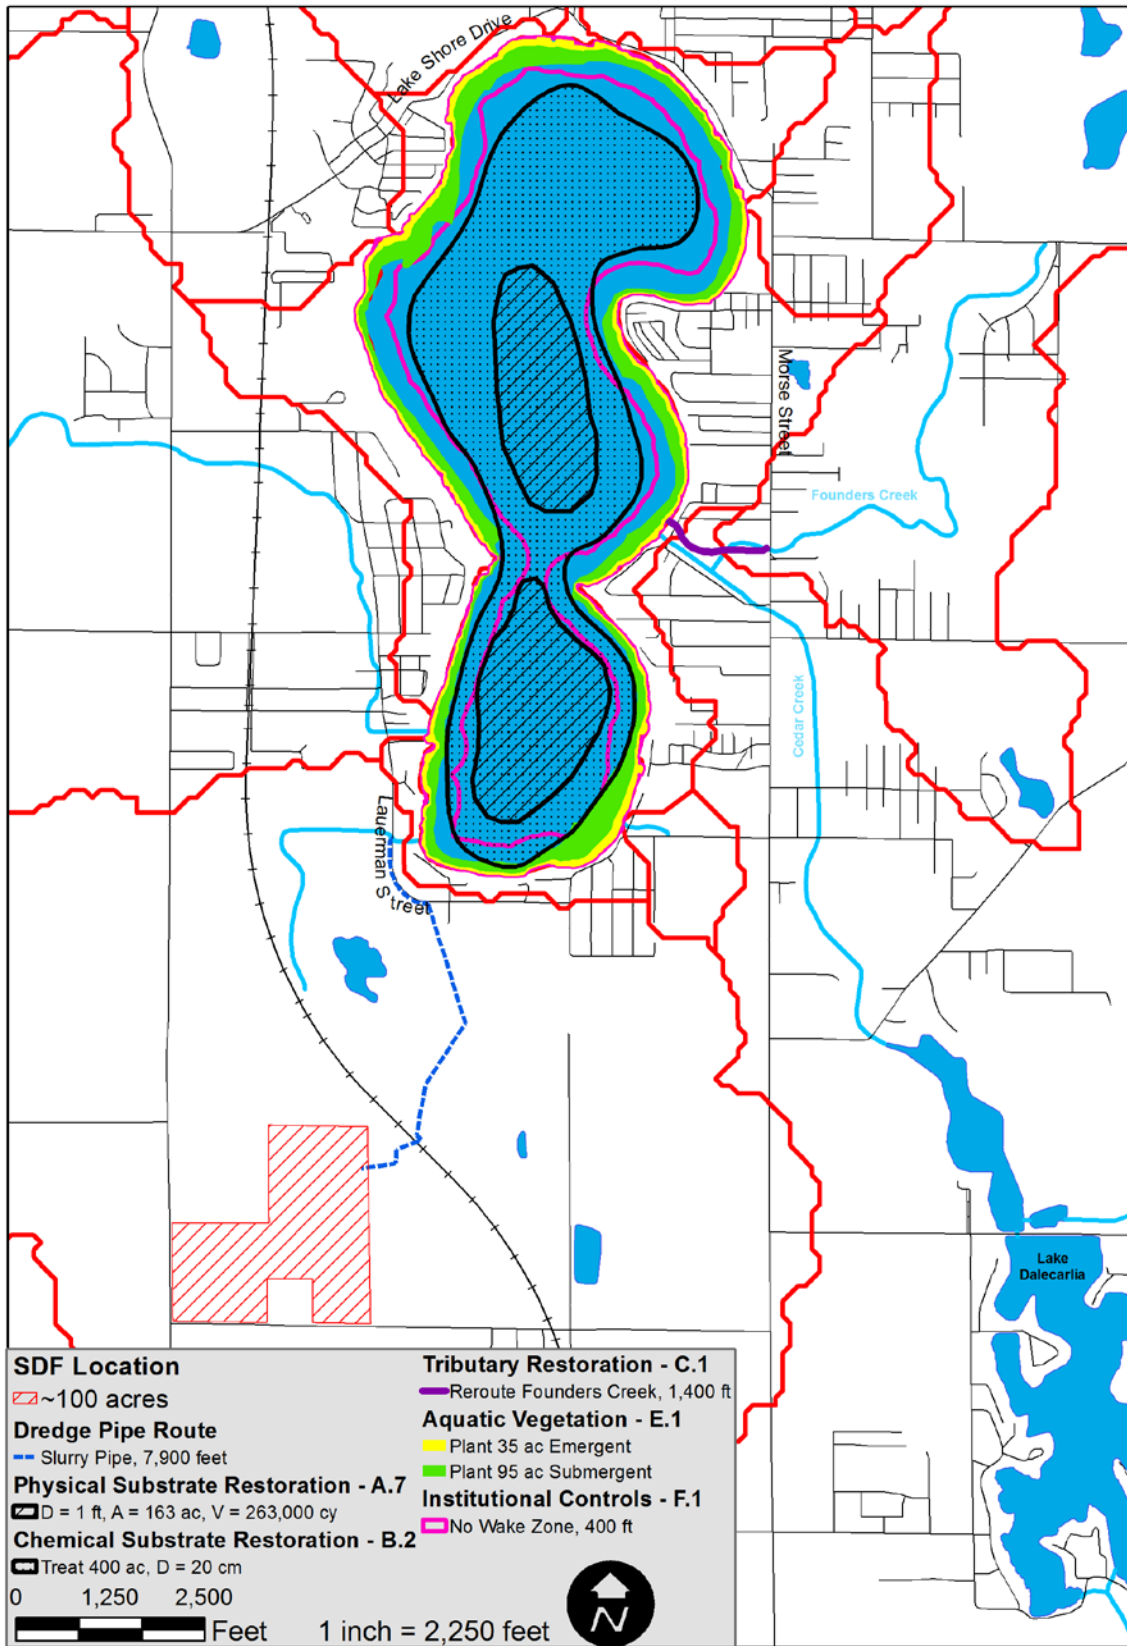 Lake Shore Drive
Morse Street
Founders Creek
Cedar Creek
Lauerman Street
Lake
Dalecarlia
SDF Location
~100 acres
Dredge Pipe Route
Slurry Pipe, 7,900 feet
Physical Substrate Restoration - A.7
D = 1 ft, A = 163 ac, V = 263,000 cy
Chemical Substrate Restoration - B.2
Treat 400 ac, D = 20 cm
0 1,250 2,500
Feet 1 inch = 2,250 feet
Tributary Restoration - C.1
Reroute Founders Creek, 1,400 ft
Aquatic Vegetation - E.1
Plant 35 ac Emergent
Plant 95 ac Submergent
Institutional Controls - F.1
No Wake Zone, 400 ft
N